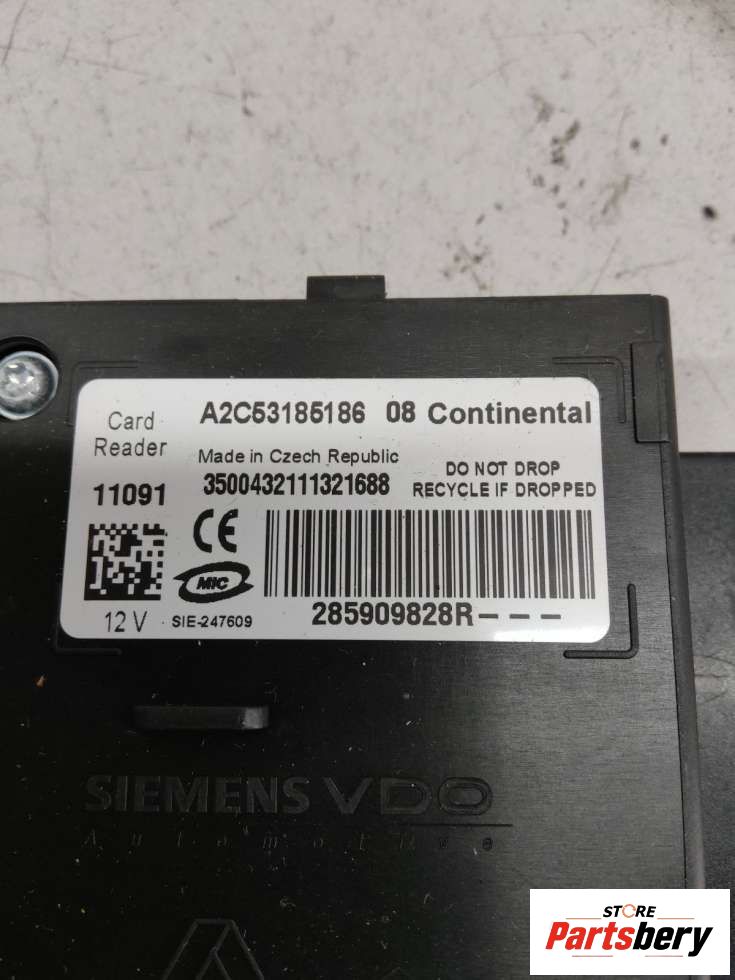 Card Reader
A2C53185186 08 Continental
Made in Czech Republic
11091
3500432111321688
DO NOT DROP
RECYCLE IF DROPPED
CE
MIC
12 V
SIE-247609
285909828R---
SIEMENS VDO
Automotive
STORE
Partsbery